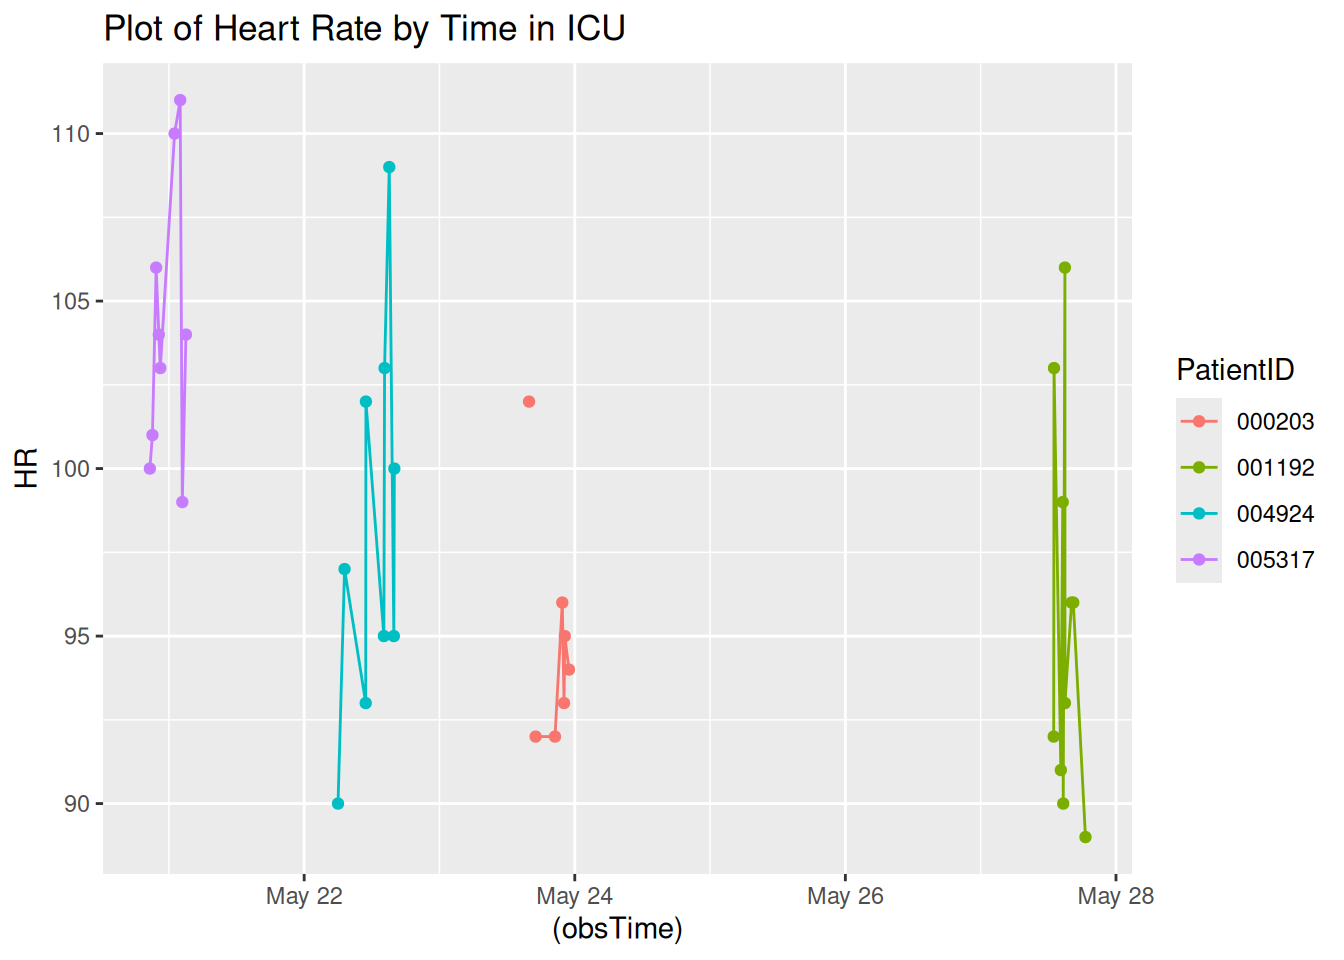 Plot of Heart Rate by Time in ICU
HR
110
105
100
95
90
May 22
May 24
May 26
May 28
(obsTime)
PatientID
000203
001192
004924
005317